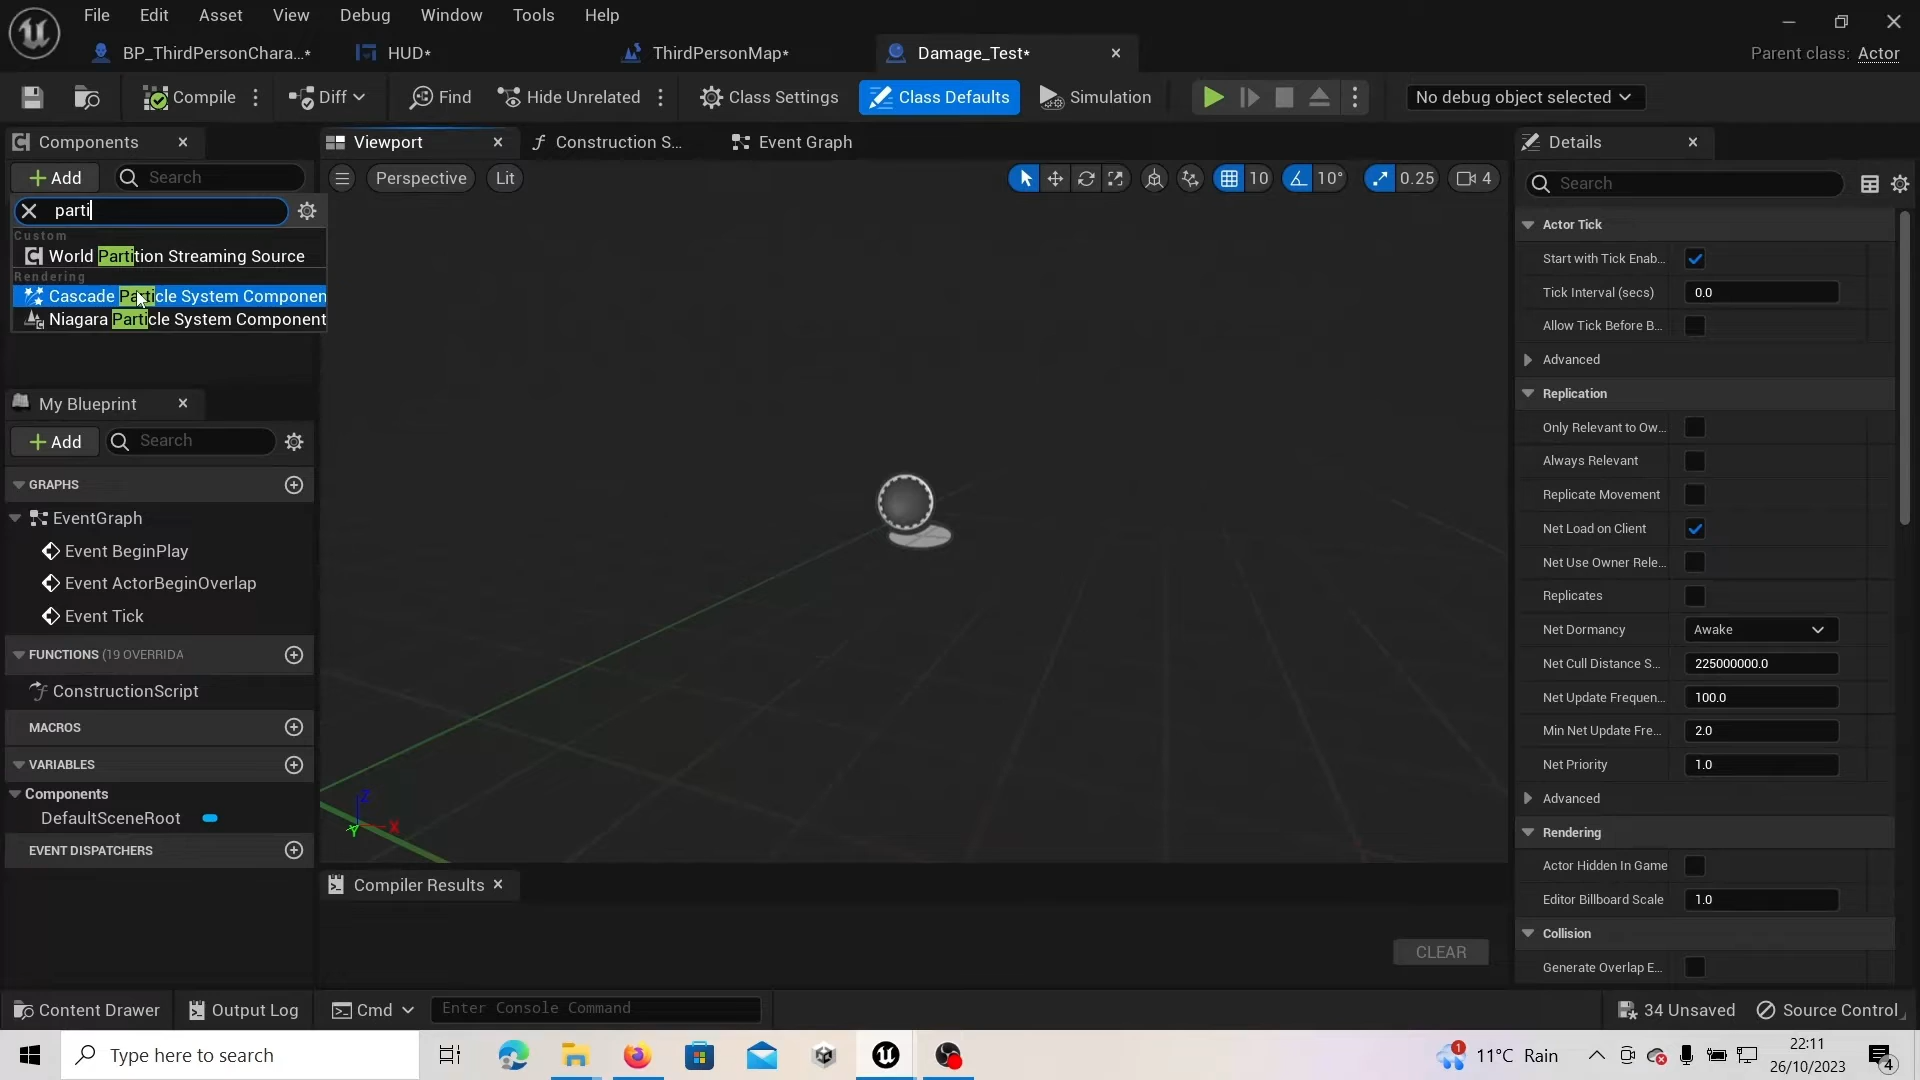 File Edit Asset View Debug Window Tools Help
BP_ThirdPersonChara...* HUD* ThirdPersonMap* Damage_Test* Parent class: Actor
Compile Diff Find Hide Unrelated Class Settings Class Defaults Simulation No debug object selected
Components Viewport Construction S... Event Graph Details
Add Search Perspective Lit 10 10° 0.25 4 Search
parti
Custom
World Partition Streaming Source
Rendering
Cascade Particle System Componen
Niagara Particle System Component
My Blueprint
Add Search
GRAPHS
EventGraph
Event BeginPlay
Event ActorBeginOverlap
Event Tick
FUNCTIONS (19 OVERRIDA
ConstructionScript
MACROS
VARIABLES
Components
DefaultSceneRoot
EVENT DISPATCHERS
Z
X
Y
Compiler Results
CLEAR
Actor Tick
Start with Tick Enab...
Tick Interval (secs) 0.0
Allow Tick Before B...
Advanced
Replication
Only Relevant to Ow...
Always Relevant
Replicate Movement
Net Load on Client
Net Use Owner Rele...
Replicates
Net Dormancy Awake
Net Cull Distance S... 225000000.0
Net Update Frequen... 100.0
Min Net Update Fre... 2.0
Net Priority 1.0
Advanced
Rendering
Actor Hidden In Game
Editor Billboard Scale 1.0
Collision
Generate Overlap E...
Content Drawer Output Log Cmd Enter Console Command 34 Unsaved Source Control
Type here to search 1 11°C Rain 22:11
26/10/2023 4